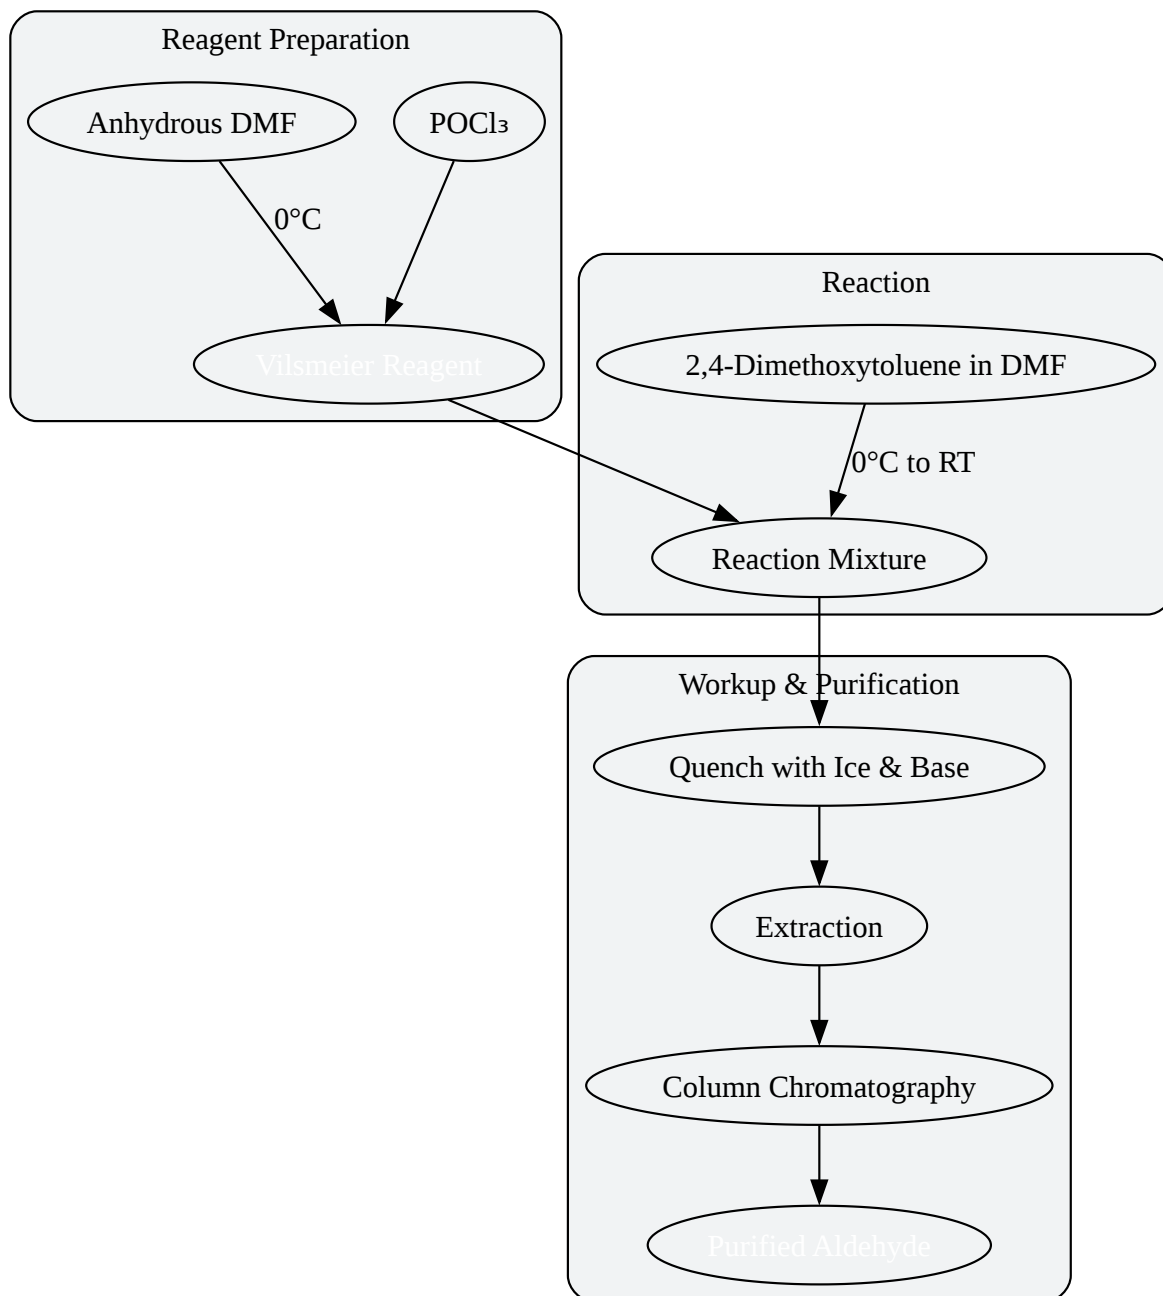 Reagent Preparation
Anhydrous DMF
POCl₃
0°C
Vilsmeier Reagent
Reaction
2,4-Dimethoxytoluene in DMF
0°C to RT
Reaction Mixture
Workup & Purification
Quench with Ice & Base
Extraction
Column Chromatography
Purified Aldehyde